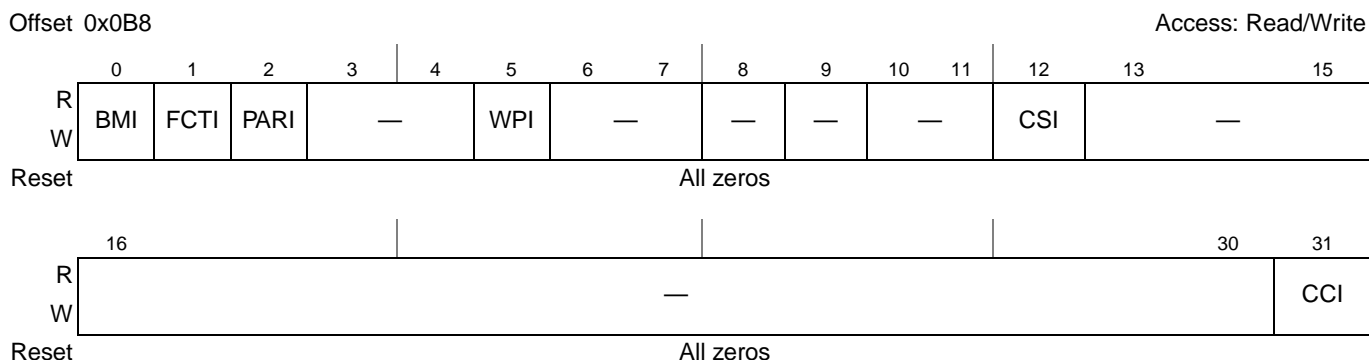 Offset 0x0B8 Access: Read/Write
0 1 2 3 4 5 6 7 8 9 10 11 12 13 15
R
W
BMI FCTI PARI — WPI — — — — CSI —
Reset All zeros
16 30 31
R
W
— CCI
Reset All zeros